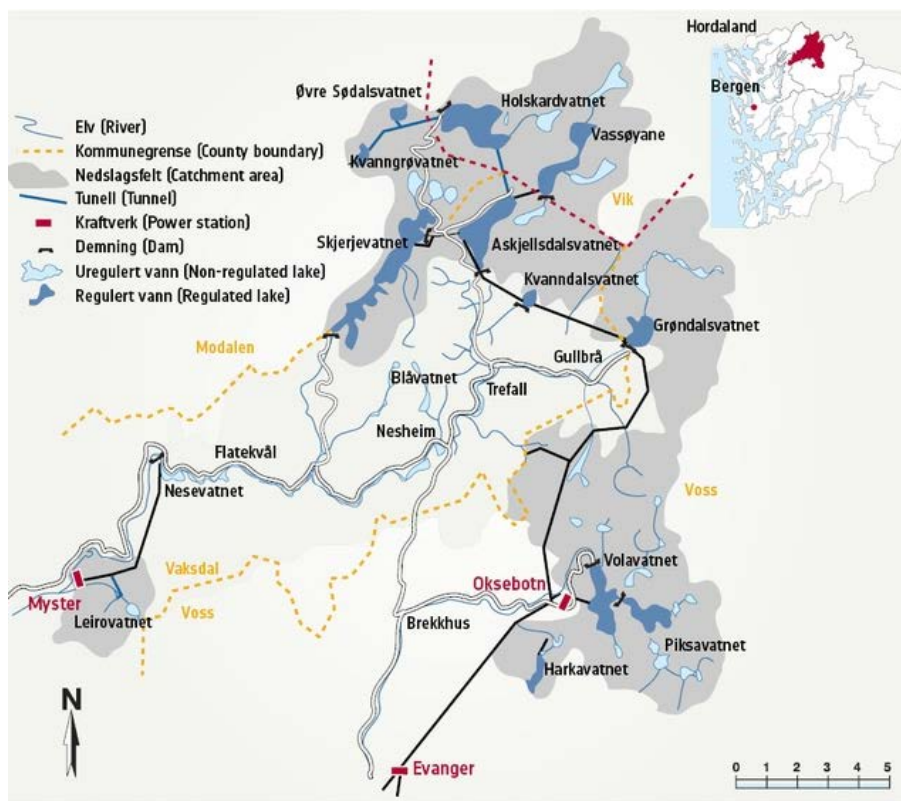 Hordaland
Bergen
Elv (River)
Kommunegrense (County boundary)
Nedslagsfelt (Catchment area)
Tunell (Tunnel)
Kraftverk (Power station)
Demning (Dam)
Uregulert vann (Non-regulated lake)
Regulert vann (Regulated lake)
Øvre Sødalsvatnet
Holskardvatnet
Vassøyane
Kvanngrøvatnet
Vik
Skjerjevatnet
Askjellsdalsvatnet
Kvanndalsvatnet
Grøndalsvatnet
Modalen
Gullbrå
Blåvatnet
Trefall
Nesheim
Flatekvål
Nesevatnet
Voss
Vaksdal
Voss
Myster
Leirovatnet
Oksebotn
Volavatnet
Brekkhus
Piksavatnet
Harkavatnet
N
Evanger
0 1 2 3 4 5